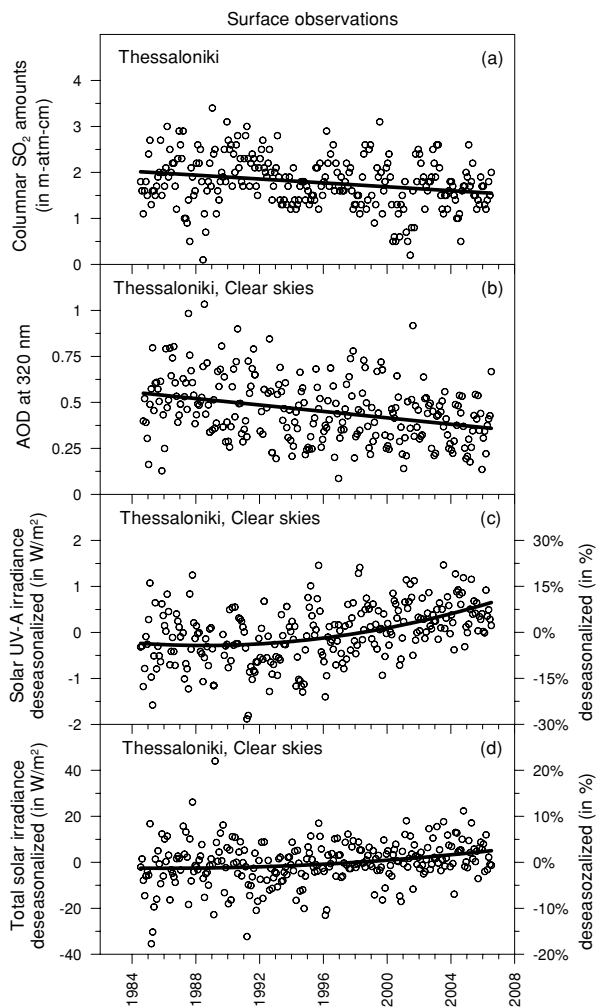 Surface observations
Thessaloniki
(a)
Columnar SO2 amounts
(in m-atm-cm)
4
3
2
1
0
Thessaloniki, Clear skies
(b)
AOD at 320 nm
1
0.75
0.5
0.25
0
Thessaloniki, Clear skies
(c)
Solar UV-A irradiance
deseasonalized (in W/m²)
2
1
0
-1
-2
30%
15%
0%
-15%
-30%
deseasonalized (in %)
Thessaloniki, Clear skies
(d)
Total solar irradiance
deseasonalized (in W/m²)
40
20
0
-20
-40
20%
10%
0%
-10%
-20%
deseasozalized (in %)
1984
1988
1992
1996
2000
2004
2008